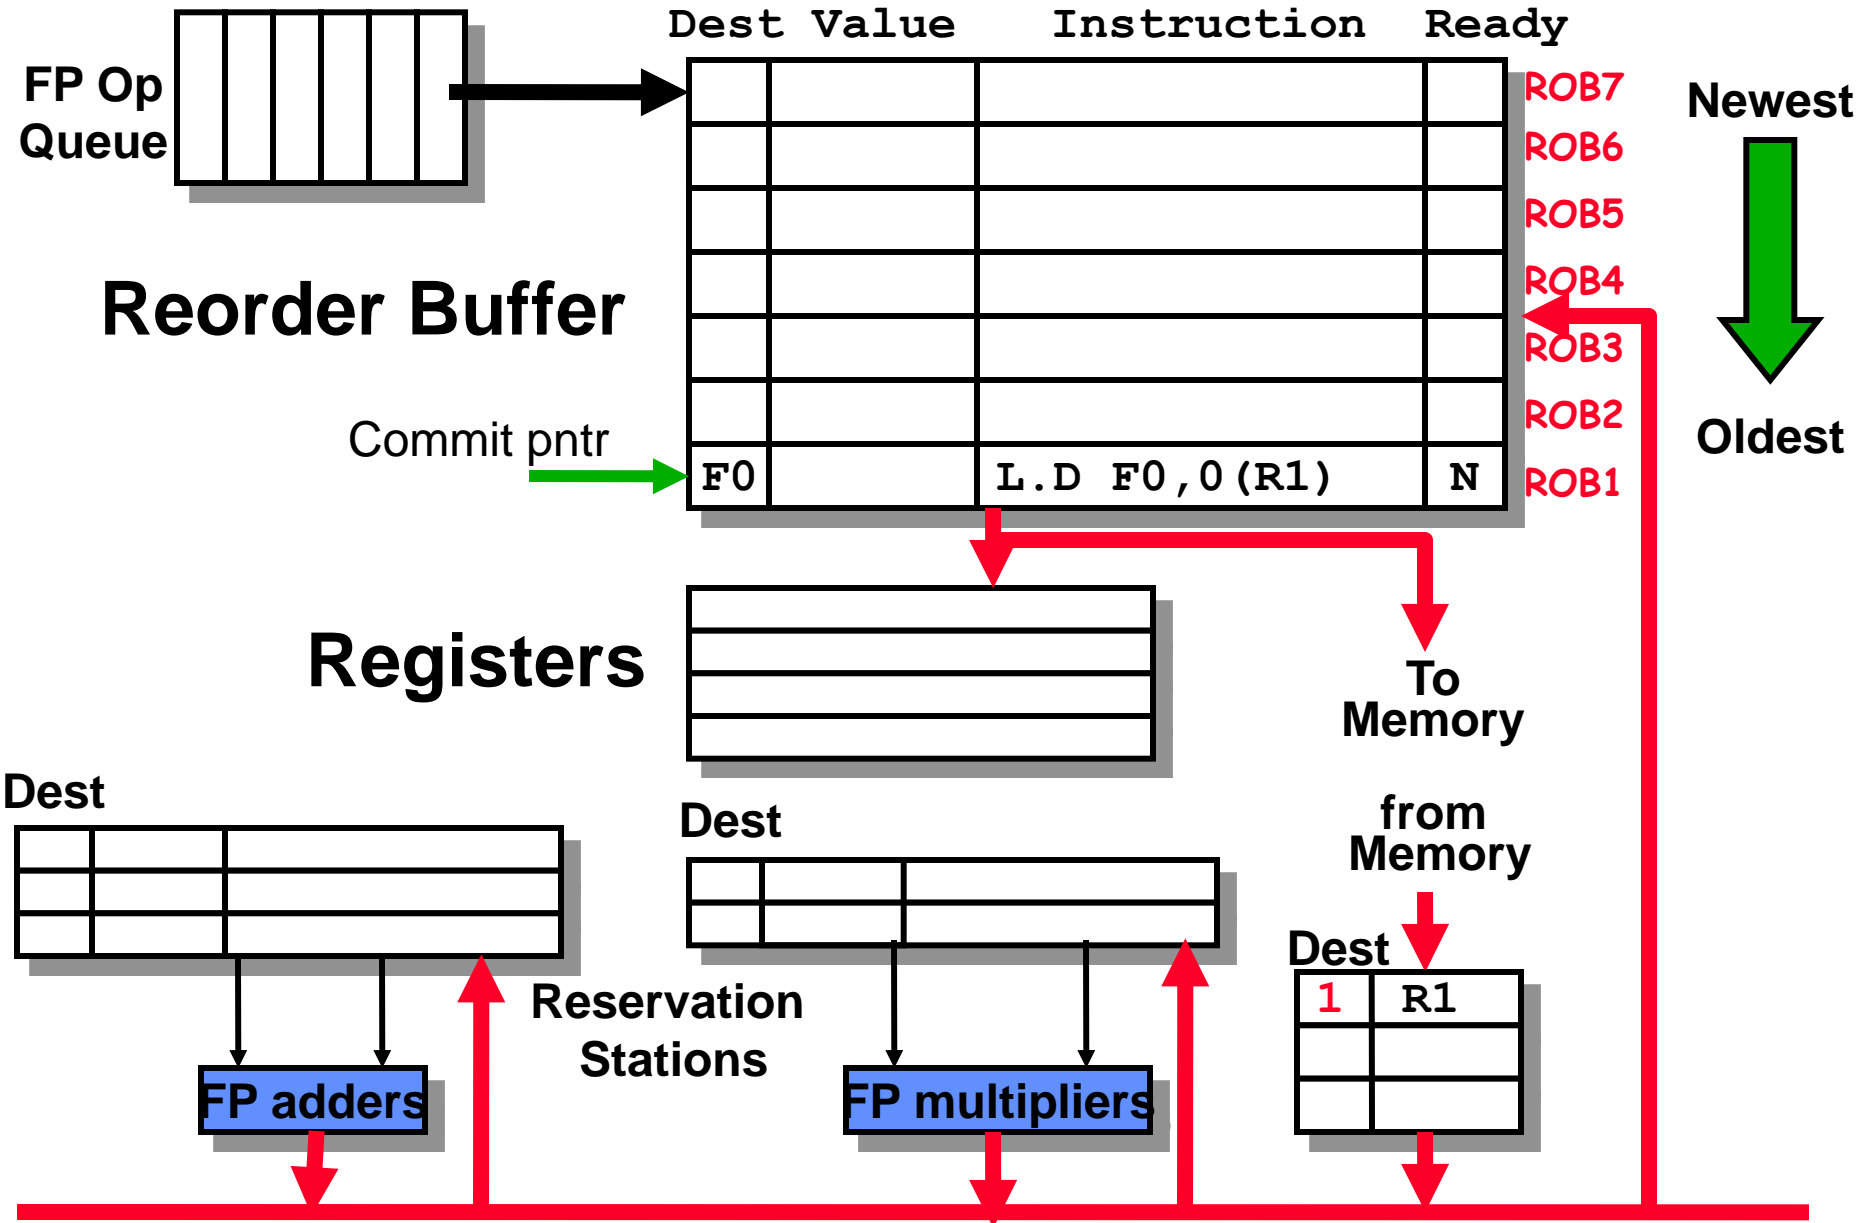 Dest Value Instruction Ready
FP Op
Queue
ROB7
ROB6
ROB5
ROB4
ROB3
ROB2
ROB1
Newest
Oldest
Reorder Buffer
Commit pntr
F0 L.D F0,0(R1) N
Registers
To
Memory
from
Memory
Dest
Dest
Dest
1 R1
Reservation
Stations
FP adders
FP multipliers